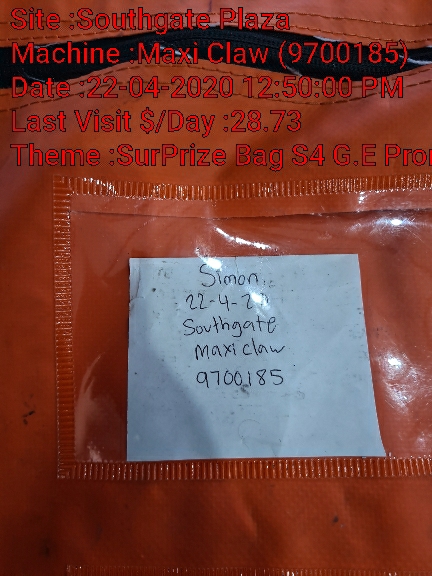 Site :Southgate Plaza
Machine :Maxi Claw (9700185)
Date :22-04-2020 12:50:00 PM
Last Visit $/Day :28.73
Theme :SurPrize Bag S4 G.E Pro
Simon
22-4-20
Southgate
Maxi claw
9700185